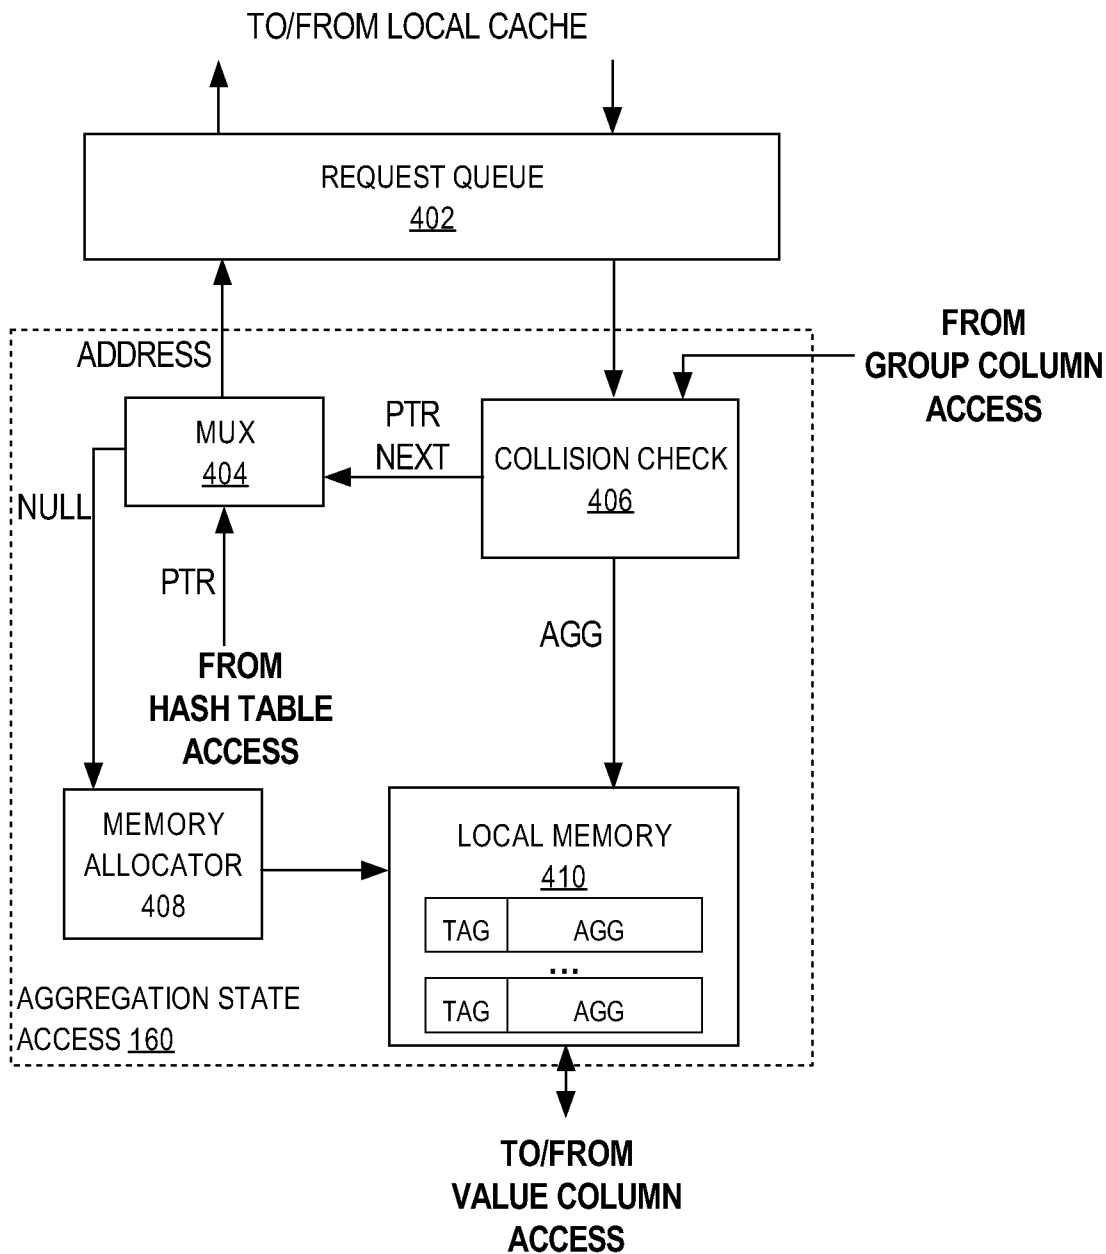 TO/FROM LOCAL CACHE
REQUEST QUEUE
402
FROM
GROUP COLUMN
ACCESS
ADDRESS
MUX
404
PTR
NEXT
COLLISION CHECK
406
NULL
PTR
AGG
FROM
HASH TABLE
ACCESS
MEMORY
ALLOCATOR
408
LOCAL MEMORY
410
TAG AGG
...
TAG AGG
AGGREGATION STATE
ACCESS 160
TO/FROM
VALUE COLUMN
ACCESS